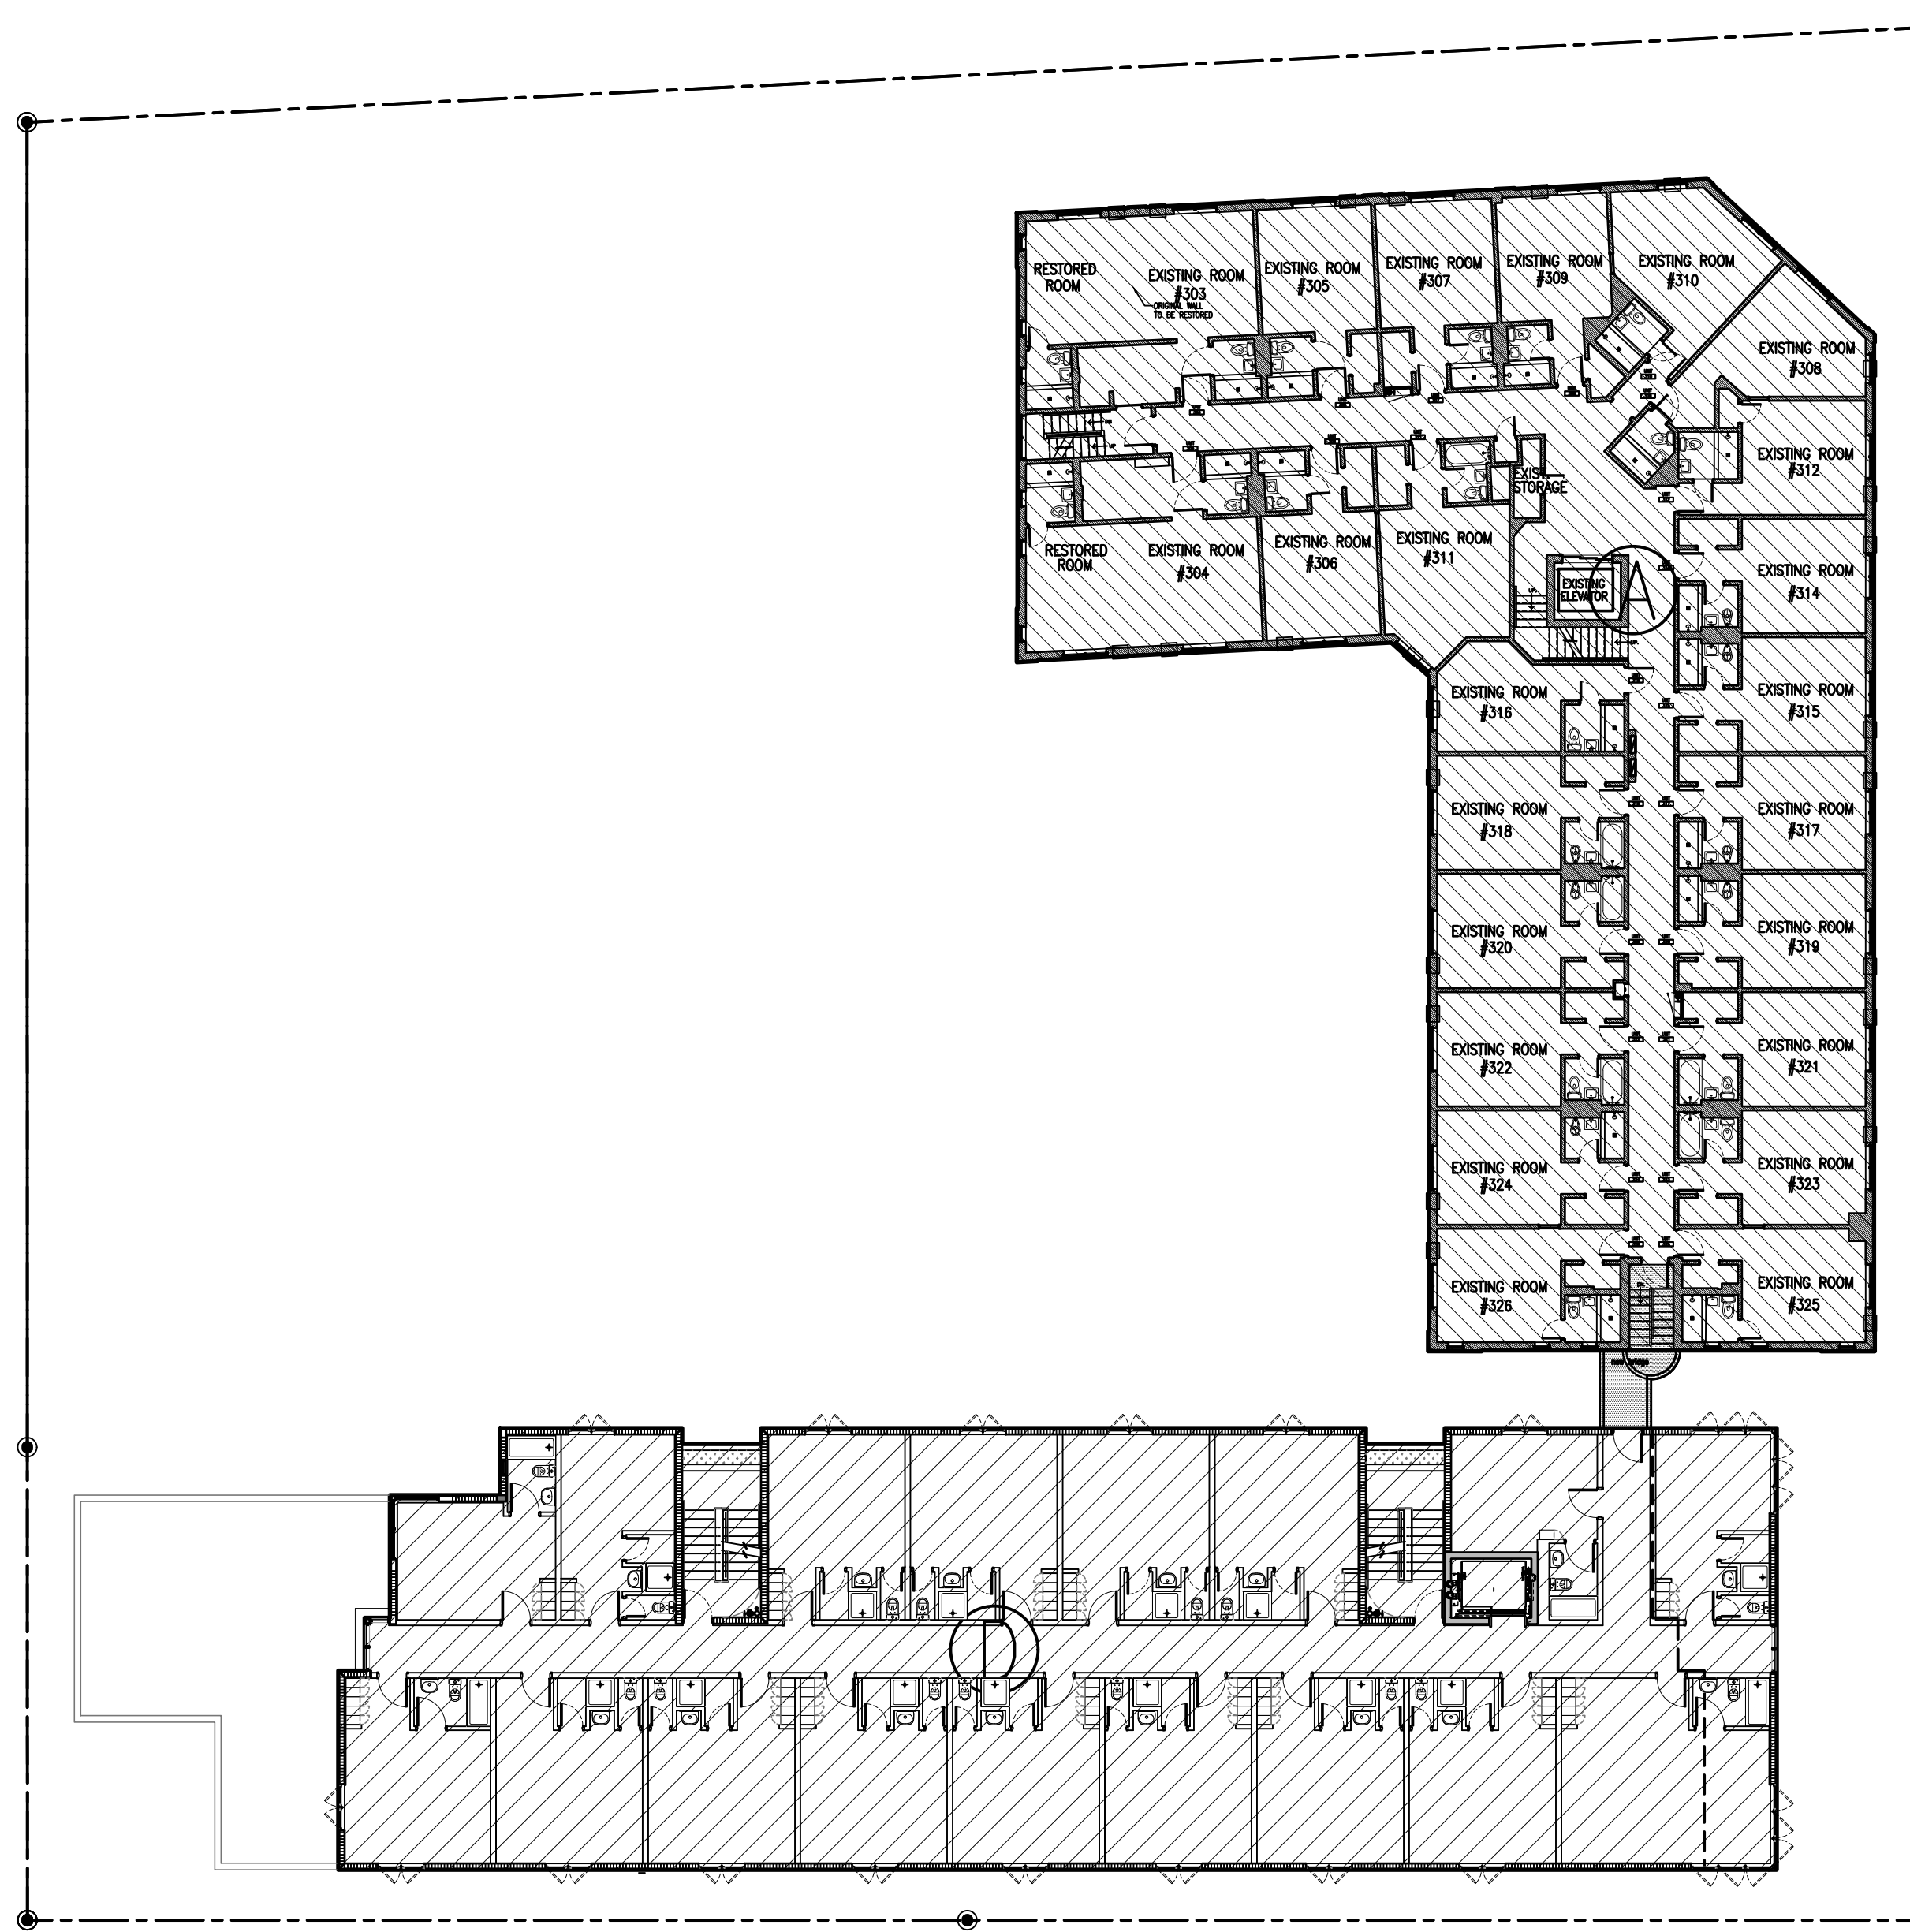 RESTORED
ROOM
EXISTING ROOM
#303
ORIGINAL WALL
TO BE RESTORED
EXISTING ROOM
#305
EXISTING ROOM
#307
EXISTING ROOM
#309
EXISTING ROOM
#310
EXISTING ROOM
#308
EXISTING ROOM
#312
EXIST.
STORAGE
RESTORED
ROOM
EXISTING ROOM
#304
EXISTING ROOM
#306
EXISTING ROOM
#311
EXISTING
ELEVATOR
A
EXISTING ROOM
#314
EXISTING ROOM
#316
EXISTING ROOM
#315
EXISTING ROOM
#318
EXISTING ROOM
#317
EXISTING ROOM
#320
EXISTING ROOM
#319
EXISTING ROOM
#322
EXISTING ROOM
#321
EXISTING ROOM
#324
EXISTING ROOM
#323
EXISTING ROOM
#326
EXISTING ROOM
#325
new bridge
D